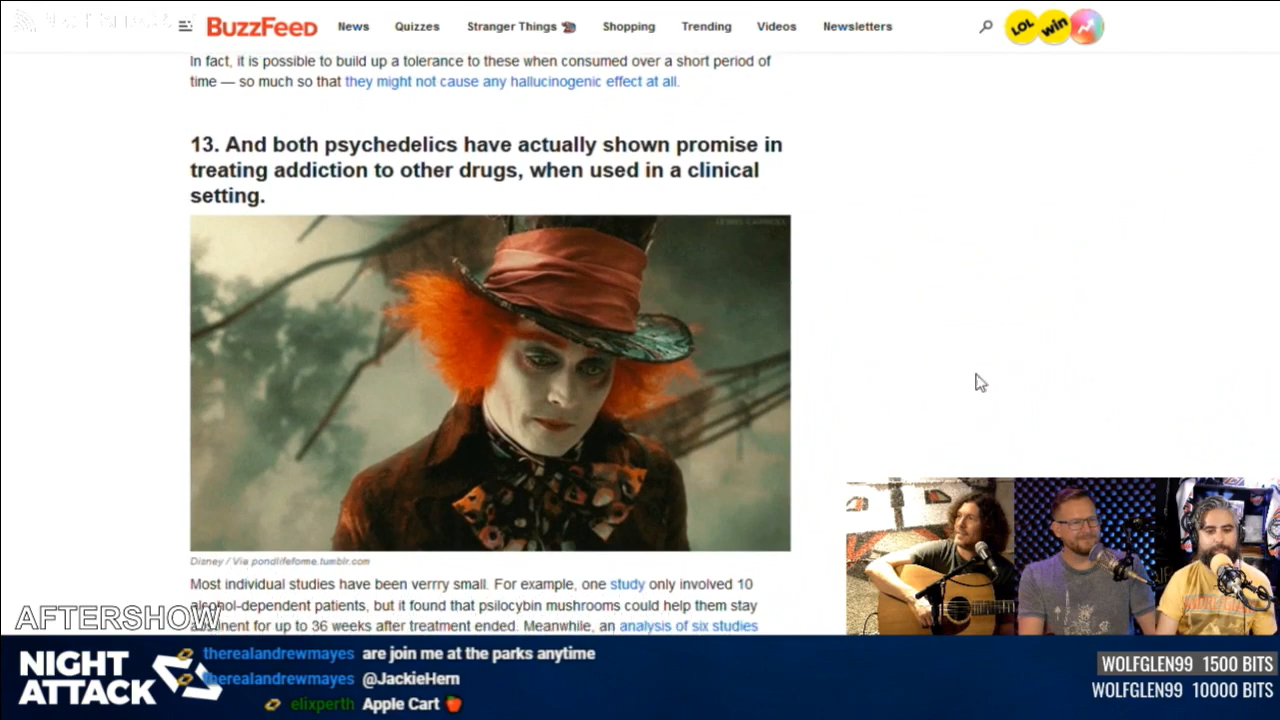 BuzzFeed News Quizzes Stranger Things Shopping Trending Videos Newsletters LOL win
In fact, it is possible to build up a tolerance to these when consumed over a short period of
time — so much so that they might not cause any hallucinogenic effect at all.
13. And both psychedelics have actually shown promise in
treating addiction to other drugs, when used in a clinical
setting.
Disney / Via pondlifeforme.tumblr.com
Most individual studies have been verrry small. For example, one study only involved 10
alcohol-dependent patients, but it found that psilocybin mushrooms could help them stay
abstinent for up to 36 weeks after treatment ended. Meanwhile, an analysis of six studies
AFTERSHOW
NIGHT
ATTACK
therealandrewmayes are join me at the parks anytime
therealandrewmayes @JackieHem
elixperth Apple Cart
WOLFGLEN99 1500 BITS
WOLFGLEN99 10000 BITS